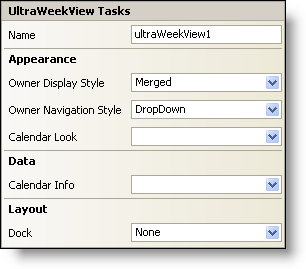 UltraWeekView Tasks
Name ultraWeekView1
Appearance
Owner Display Style Merged
Owner Navigation Style DropDown
Calendar Look
Data
Calendar Info
Layout
Dock None